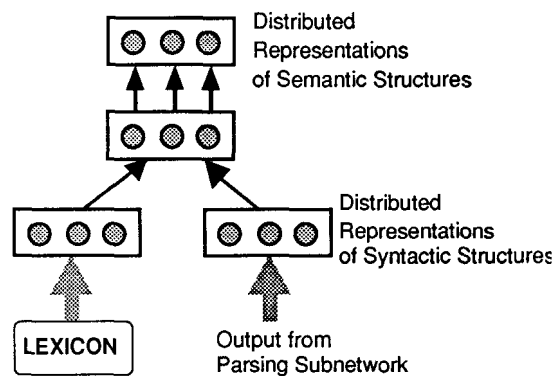 Distributed
Representations
of Semantic Structures
Distributed
Representations
of Syntactic Structures
LEXICON
Output from
Parsing Subnetwork